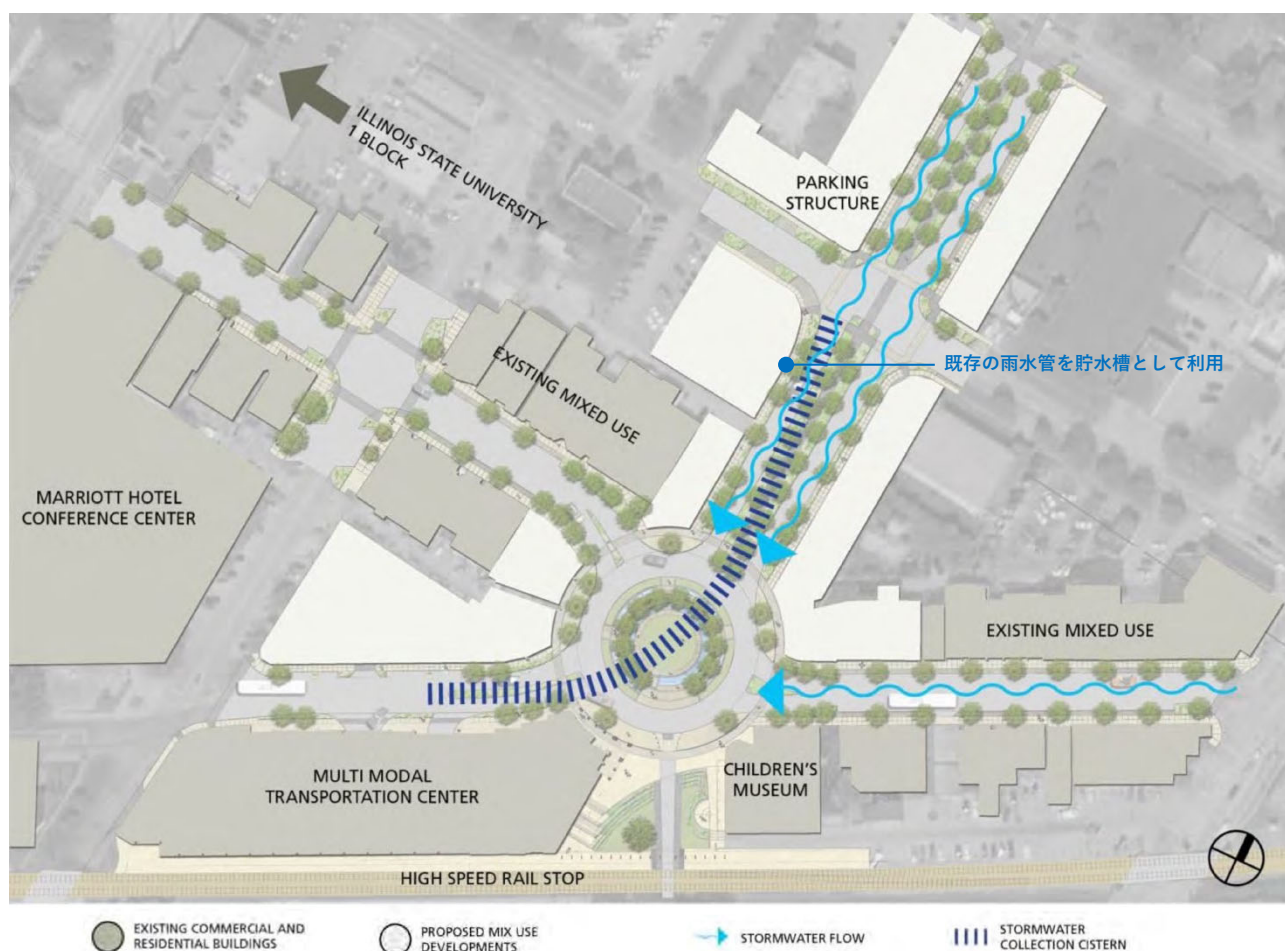 ILLINOIS STATE UNIVERSITY
1 BLOCK
PARKING
STRUCTURE
既存の雨水管を貯水槽として利用
EXISTING MIXED USE
MARRIOTT HOTEL
CONFERENCE CENTER
EXISTING MIXED USE
MULTI MODAL
TRANSPORTATION CENTER
CHILDREN'S
MUSEUM
HIGH SPEED RAIL STOP
EXISTING COMMERCIAL AND
RESIDENTIAL BUILDINGS
PROPOSED MIX USE
DEVELOPMENTS
STORMWATER FLOW
STORMWATER
COLLECTION CISTERN